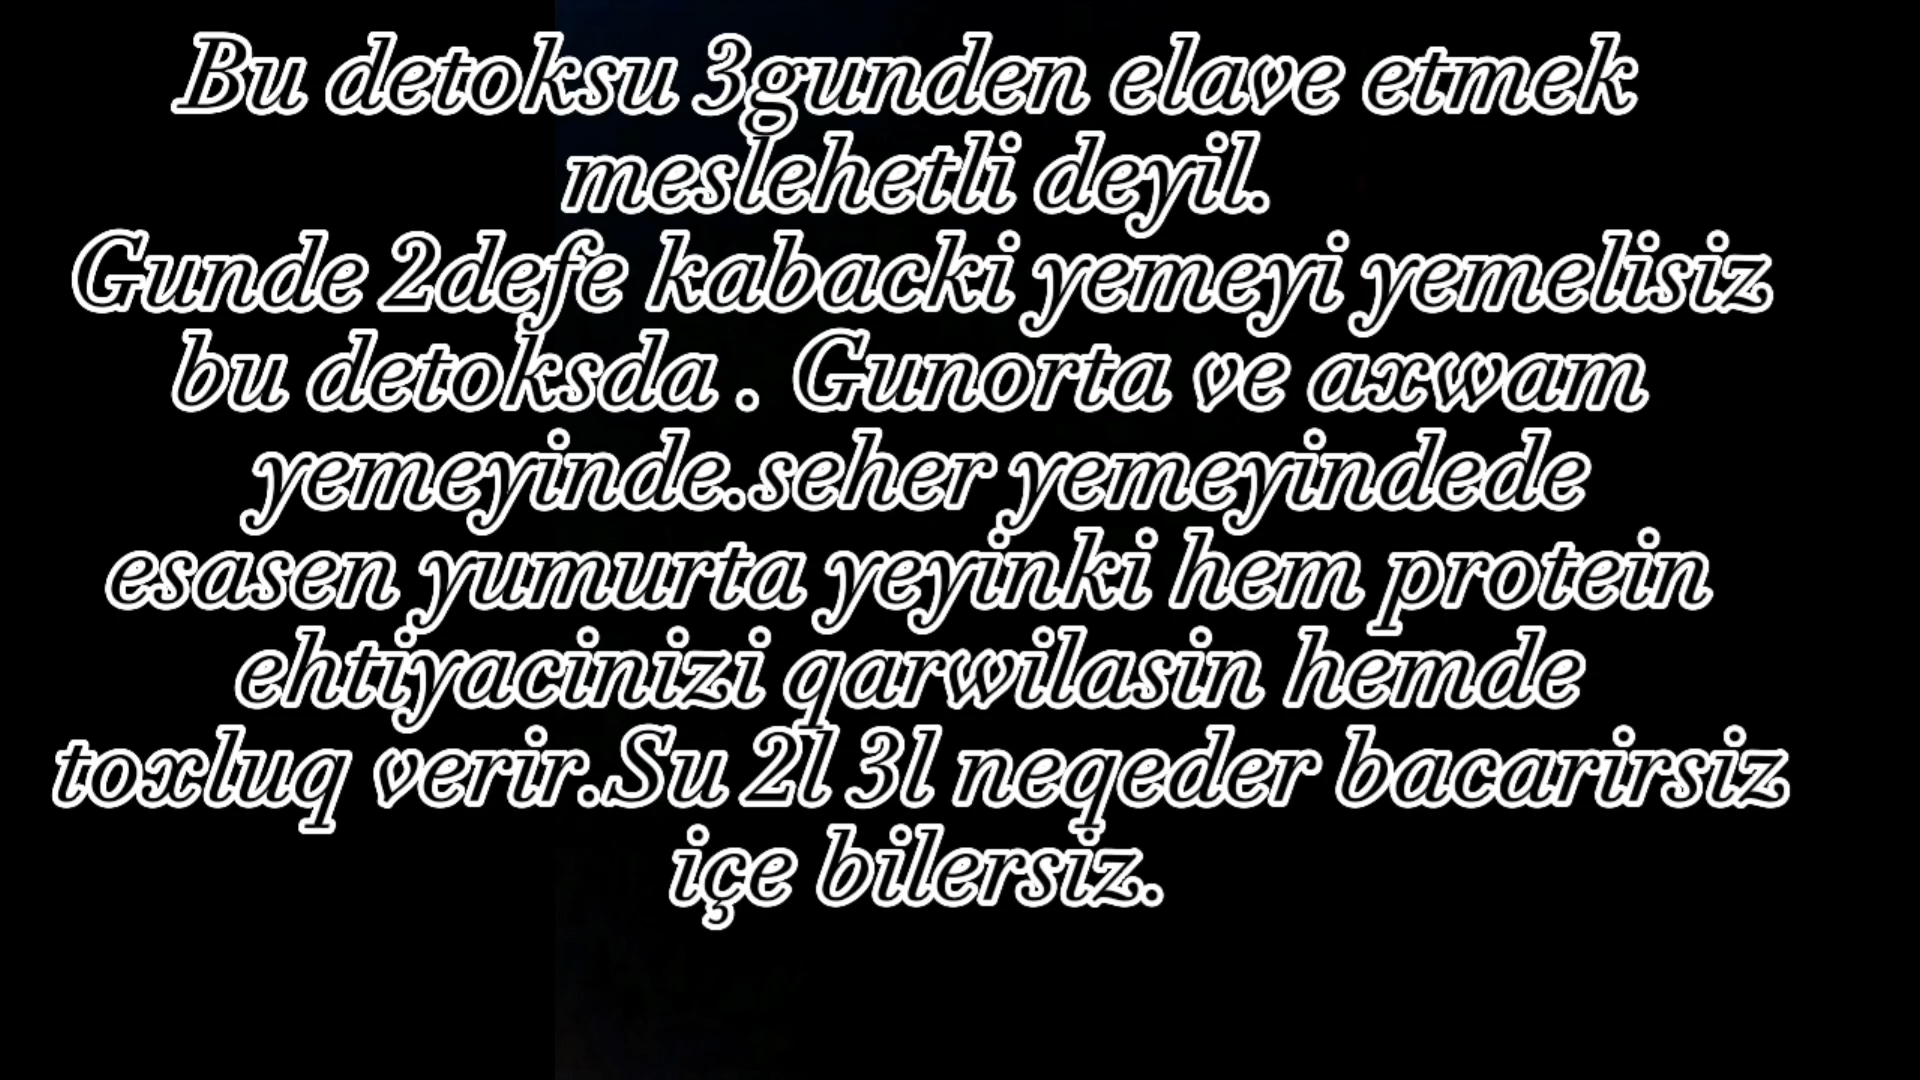 Bu detoksu 3gunden elave etmek
meslehetli deyil.
Gunde 2defe kabacki yemeyi yemelisiz
bu detoksda . Gunorta ve axwam
yemeyinde.seher yemeyindede
esasen yumurta yeyinki hem protein
ehtiyacinizi qarwilasin hemde
toxluq verir.Su 2l 3l neqeder bacarirsiz
içe bilersiz.